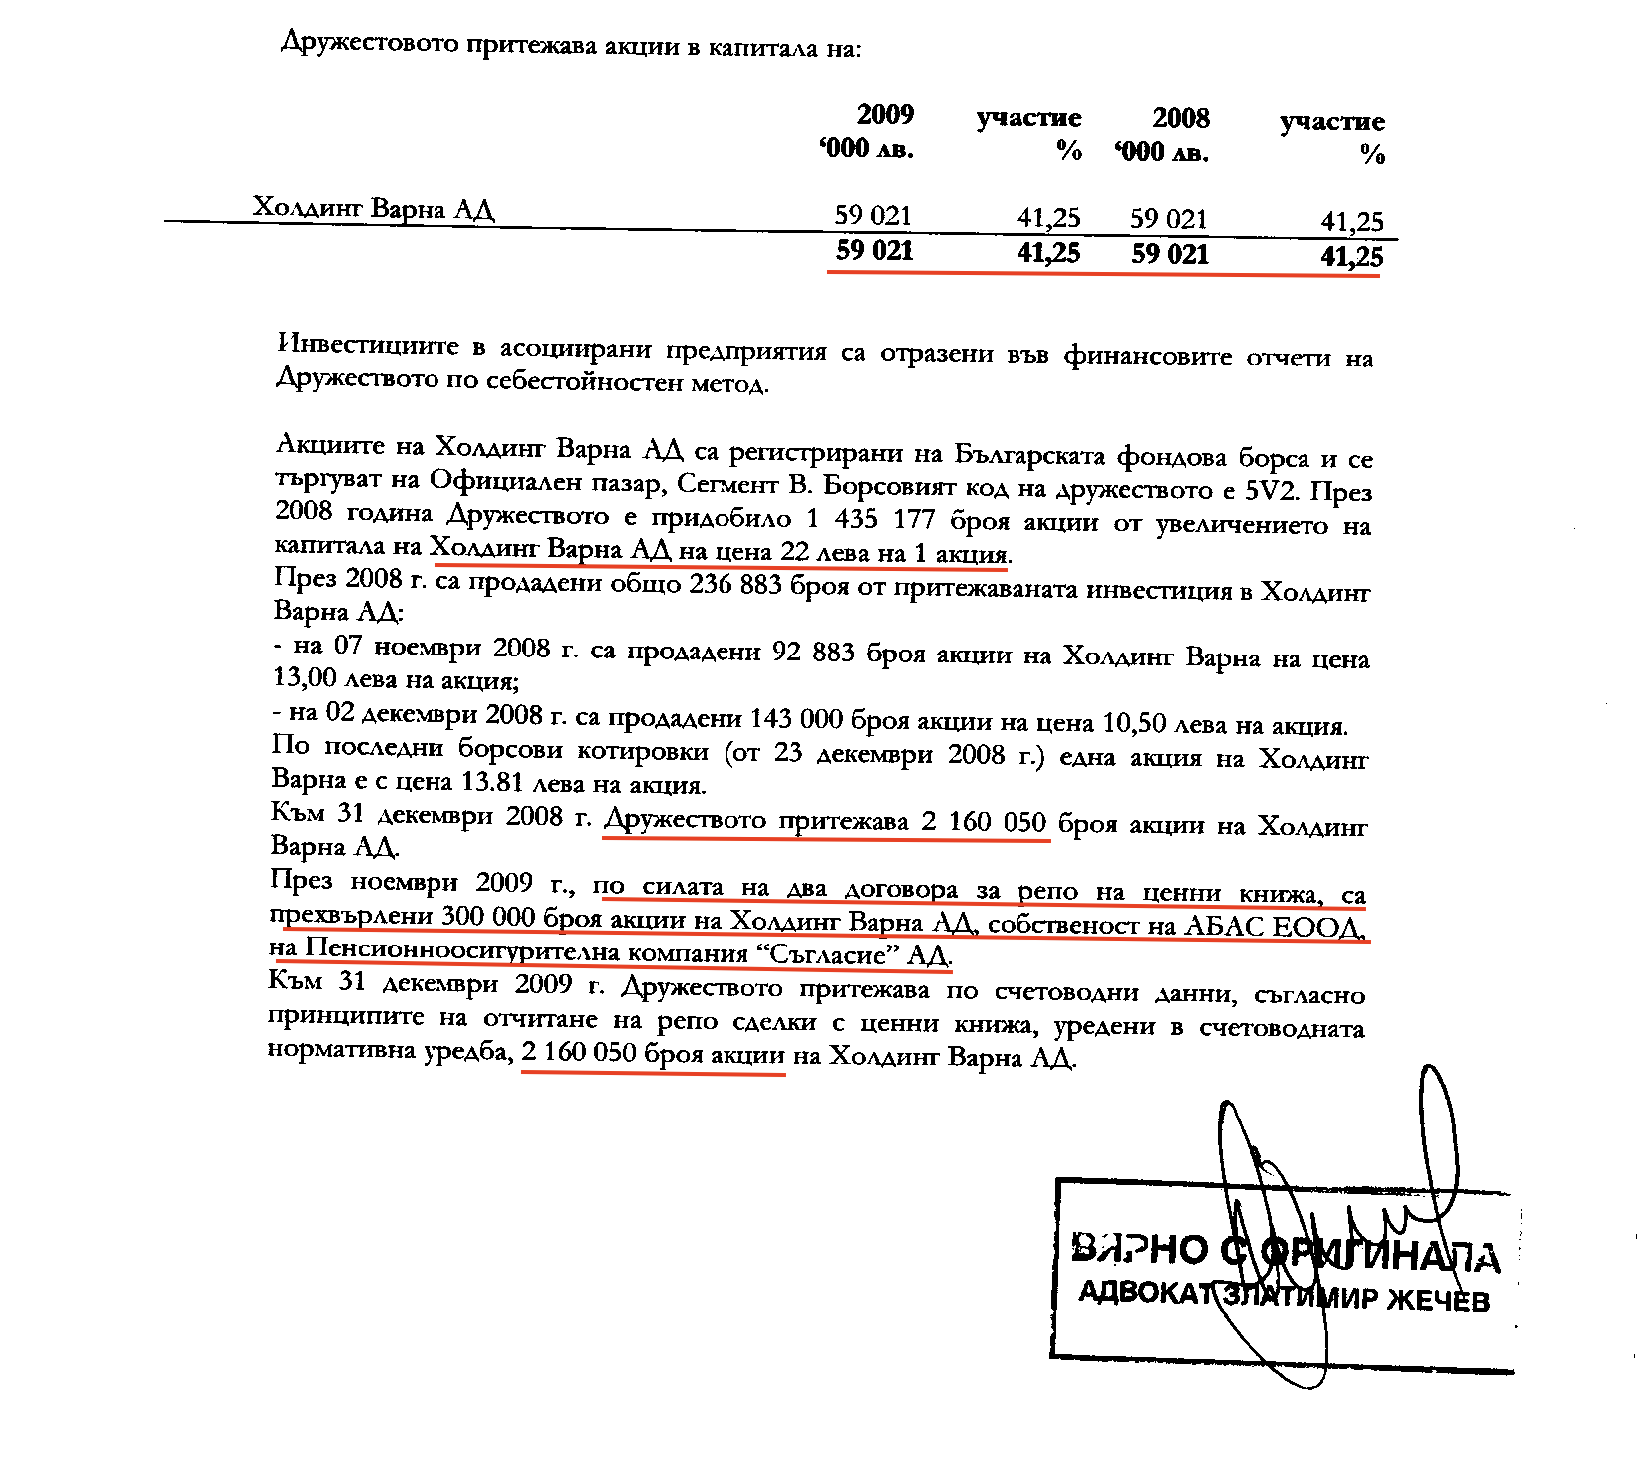 Дружестовото притежава акции в капитала на:
2009 участие 2008 участие
‘000 лв. % ‘000 лв. %
Холдинг Варна АД 59 021 41,25 59 021 41,25
59 021 41,25 59 021 41,25
Инвестициите в асоциирани предприятия са отразени във финансовите отчети на
Дружеството по себестойностен метод.
Акциите на Холдинг Варна АД са регистрирани на Българската фондова борса и се
търгуват на Официален пазар, Сегмент В. Борсовият код на дружеството е 5V2. През
2008 година Дружеството е придобило 1 435 177 броя акции от увеличението на
капитала на Холдинг Варна АД на цена 22 лева на 1 акция.
През 2008 г. са продадени общо 236 883 броя от притежаваната инвестиция в Холдинг
Варна АД:
- на 07 ноември 2008 г. са продадени 92 883 броя акции на Холдинг Варна на цена
13,00 лева на акция;
- на 02 декември 2008 г. са продадени 143 000 броя акции на цена 10,50 лева на акция.
По последни борсови котировки (от 23 декември 2008 г.) една акция на Холдинг
Варна е с цена 13.81 лева на акция.
Към 31 декември 2008 г. Дружеството притежава 2 160 050 броя акции на Холдинг
Варна АД.
През ноември 2009 г., по силата на два договора за репо на ценни книжа, са
прехвърлени 300 000 броя акции на Холдинг Варна АД, собственост на АБАС ЕООД,
на Пенсионноосигурителна компания “Съгласие” АД.
Към 31 декември 2009 г. Дружеството притежава по счетоводни данни, съгласно
принципите на отчитане на репо сделки с ценни книжа, уредени в счетоводната
нормативна уредба, 2 160 050 броя акции на Холдинг Варна АД.
ВЯРНО С ОРИГИНАЛА
АДВОКАТ ЗЛАТИМИР ЖЕЧЕВ